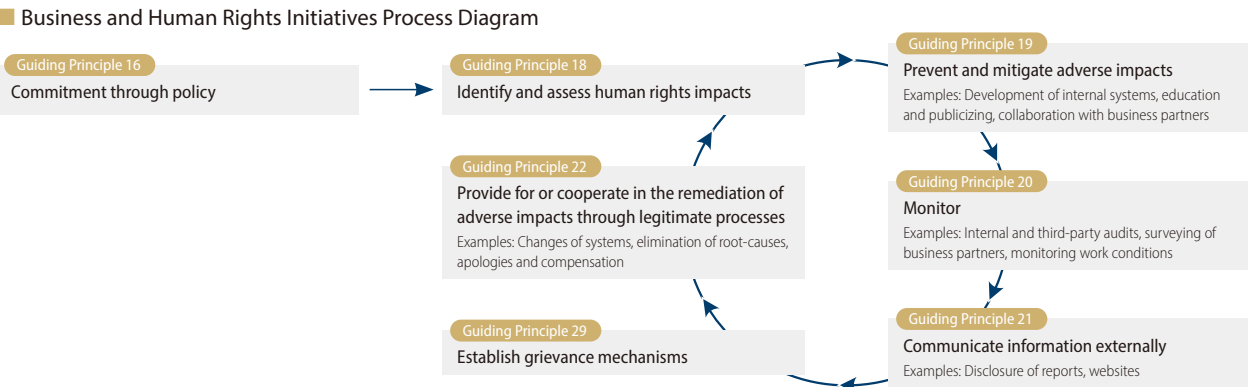 Business and Human Rights Initiatives Process Diagram
Guiding Principle 16
Commitment through policy
Guiding Principle 18
Identify and assess human rights impacts
Guiding Principle 19
Prevent and mitigate adverse impacts
Examples: Development of internal systems, education
and publicizing, collaboration with business partners
Guiding Principle 20
Monitor
Examples: Internal and third-party audits, surveying of
business partners, monitoring work conditions
Guiding Principle 21
Communicate information externally
Examples: Disclosure of reports, websites
Guiding Principle 29
Establish grievance mechanisms
Guiding Principle 22
Provide for or cooperate in the remediation of
adverse impacts through legitimate processes
Examples: Changes of systems, elimination of root-causes,
apologies and compensation